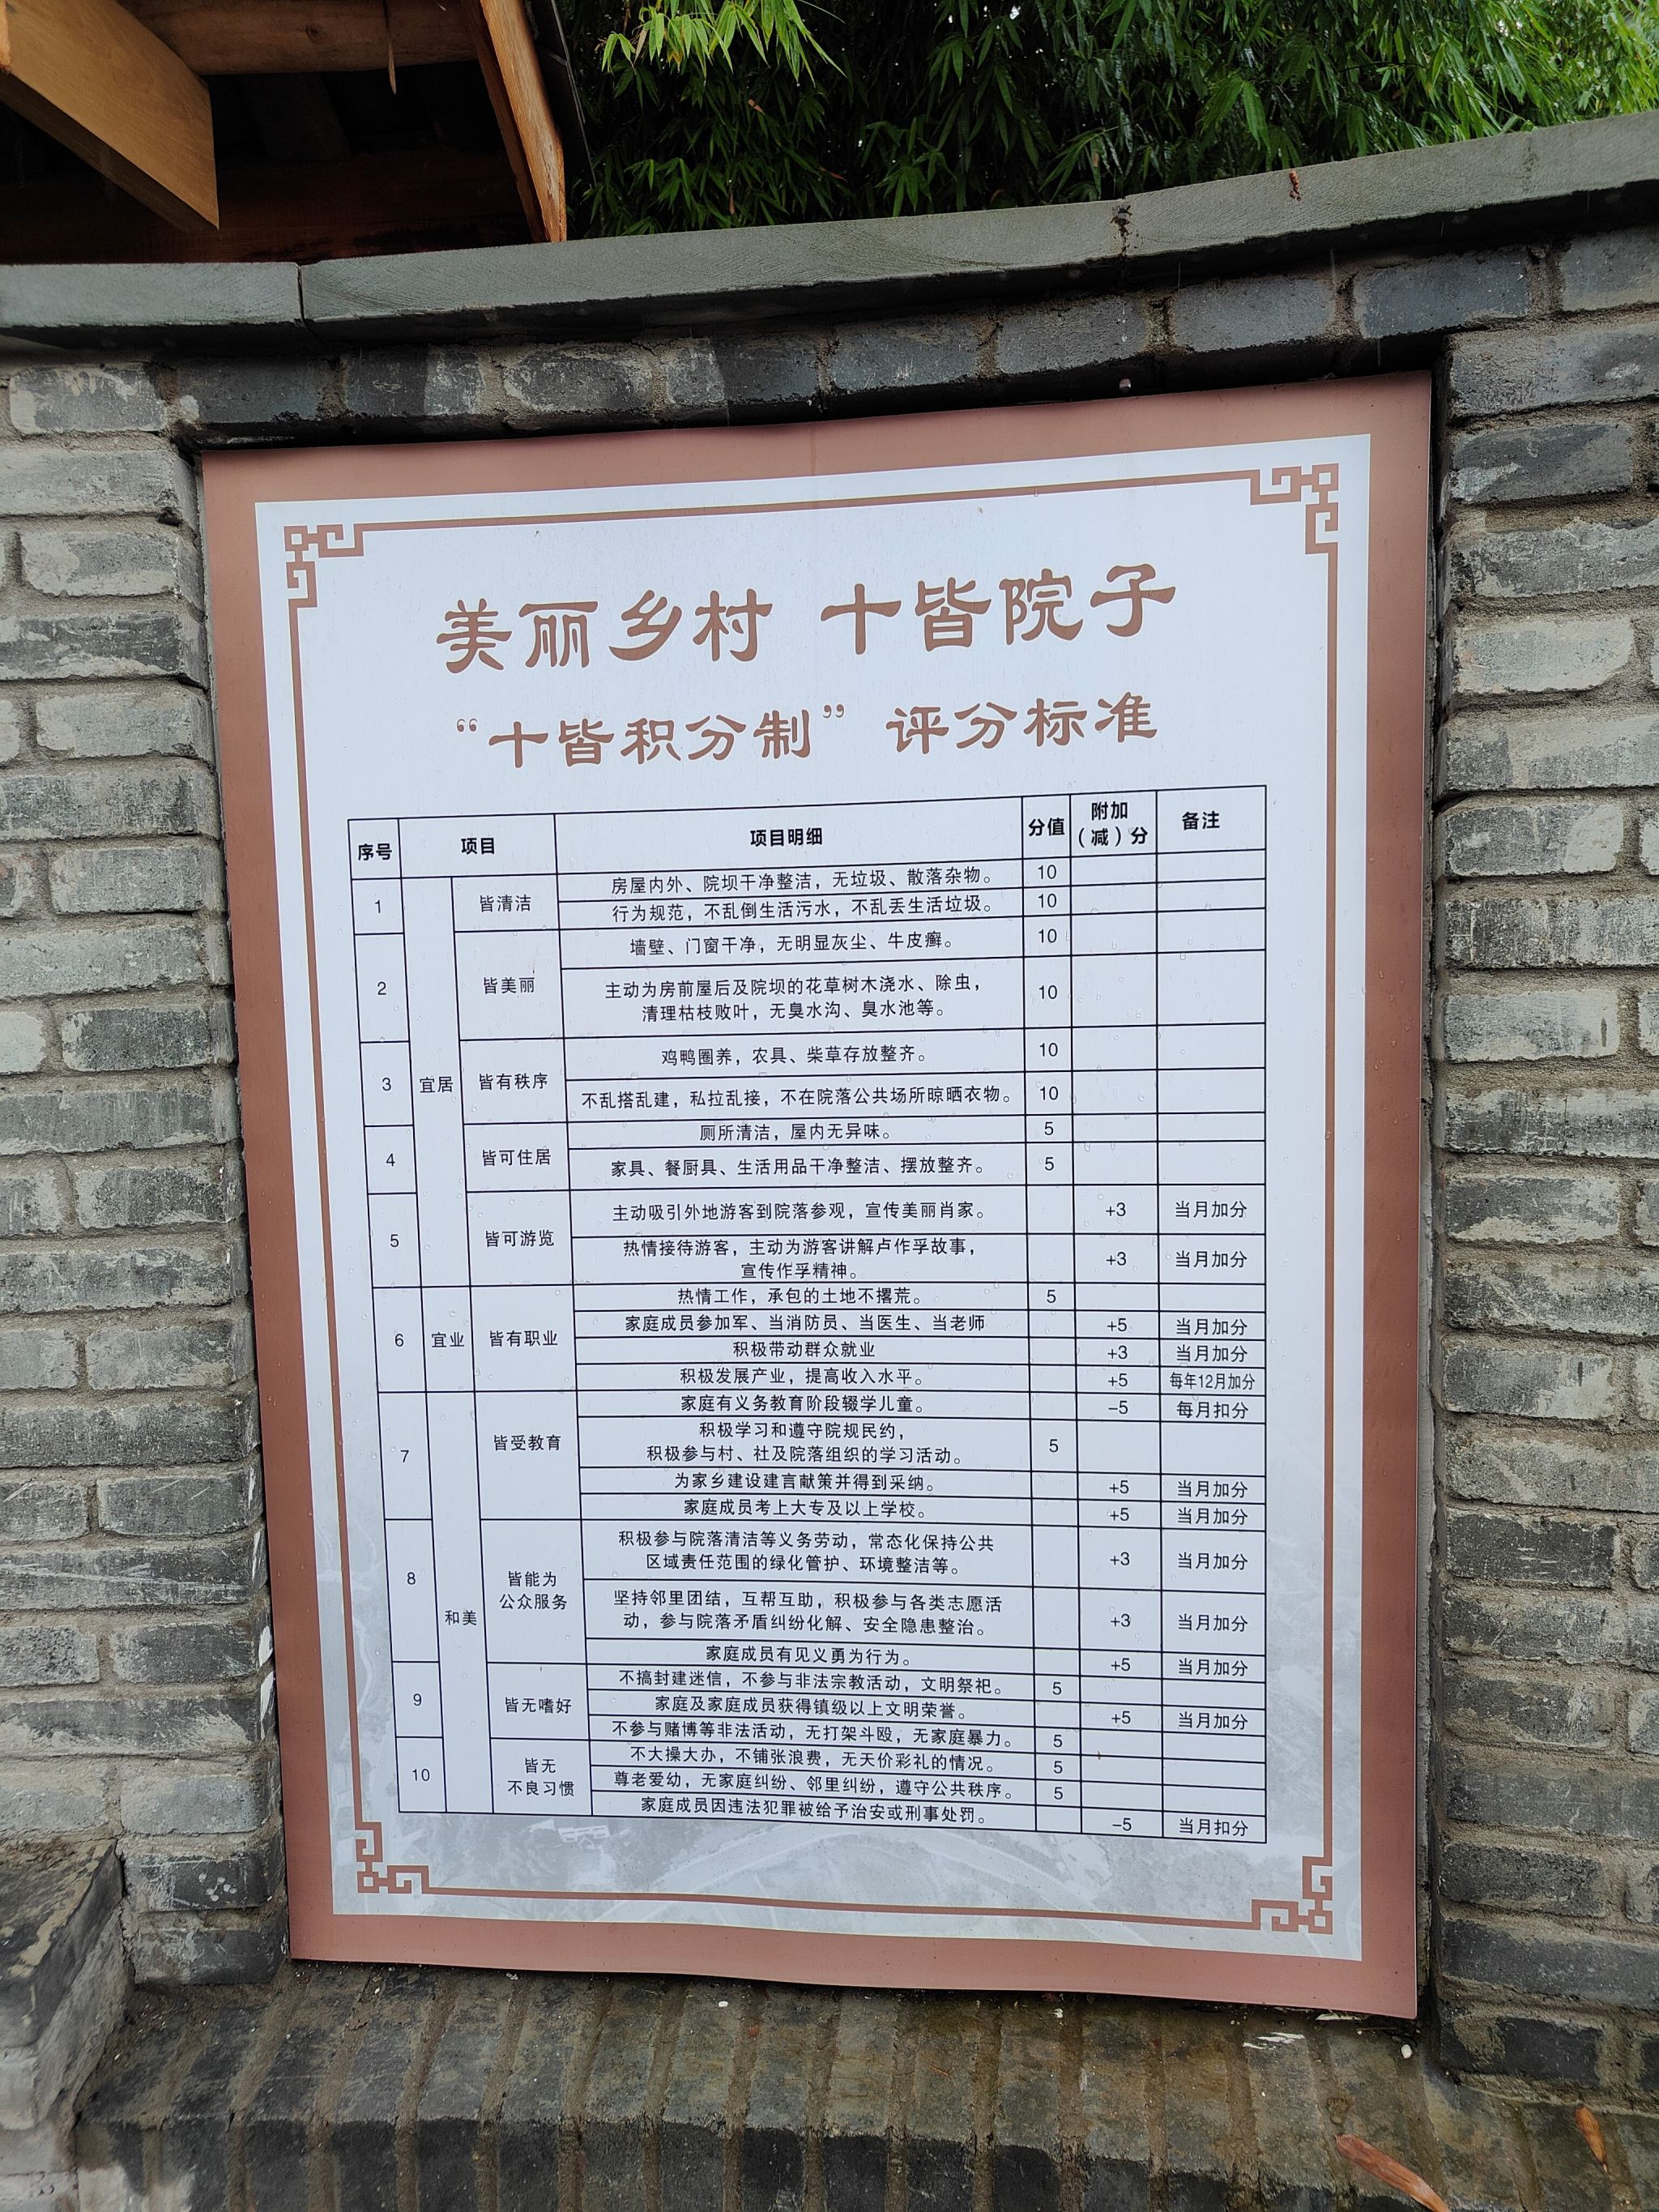 美丽乡村 十皆院子
“十皆积分制” 评分标准
序号 项目 项目明细 分值 附加（减）分 备注
1 宜居 皆清洁 房屋内外、院坝干净整洁，无垃圾、散落杂物。 10
行为规范，不乱倒生活污水，不乱丢生活垃圾。 10
2 皆美丽 墙壁、门窗干净，无明显灰尘、牛皮癣。 10
主动为房前屋后及院坝的花草树木浇水、除虫，
清理枯枝败叶，无臭水沟、臭水池等。 10
3 皆有秩序 鸡鸭圈养，农具、柴草存放整齐。 10
不乱搭乱建，私拉乱接，不在院落公共场所晾晒衣物。 10
4 皆可住居 厕所清洁，屋内无异味。 5
家具、餐厨具、生活用品干净整洁、摆放整齐。 5
5 皆可游览 主动吸引外地游客到院落参观，宣传美丽肖家。 +3 当月加分
热情接待游客，主动为游客讲解卢作孚故事，
宣传作孚精神。 +3 当月加分
6 宜业 皆有职业 热情工作，承包的土地不撂荒。 5
家庭成员参加军、当消防员、当医生、当老师 +5 当月加分
积极带动群众就业 +3 当月加分
积极发展产业，提高收入水平。 +5 每年12月加分
7 和美 皆受教育 家庭有义务教育阶段辍学儿童。 −5 每月扣分
积极学习和遵守院规民约，
积极参与村、社及院落组织的学习活动。 5
为家乡建设建言献策并得到采纳。 +5 当月加分
家庭成员考上大专及以上学校。 +5 当月加分
8 皆能为公众服务 积极参与院落清洁等义务劳动，常态化保持公共
区域责任范围的绿化管护、环境整洁等。 +3 当月加分
坚持邻里团结，互帮互助，积极参与各类志愿活
动，参与院落矛盾纠纷化解、安全隐患整治。 +3 当月加分
家庭成员有见义勇为行为。 +5 当月加分
9 皆无嗜好 不搞封建迷信，不参与非法宗教活动，文明祭祀。 5
家庭及家庭成员获得镇级以上文明荣誉。 +5 当月加分
不参与赌博等非法活动，无打架斗殴，无家庭暴力。 5
10 皆无不良习惯 不大操大办，不铺张浪费，无天价彩礼的情况。 5
尊老爱幼，无家庭纠纷、邻里纠纷，遵守公共秩序。 5
家庭成员因违法犯罪被给予治安或刑事处罚。 −5 当月扣分